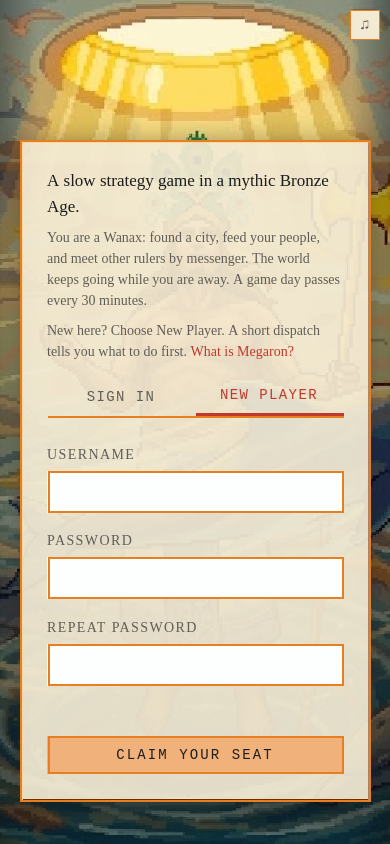 ♫
A slow strategy game in a mythic Bronze
Age.
You are a Wanax: found a city, feed your people,
and meet other rulers by messenger. The world
keeps going while you are away. A game day passes
every 30 minutes.
New here? Choose New Player. A short dispatch
tells you what to do first. What is Megaron?
SIGN IN
NEW PLAYER
USERNAME
PASSWORD
REPEAT PASSWORD
CLAIM YOUR SEAT